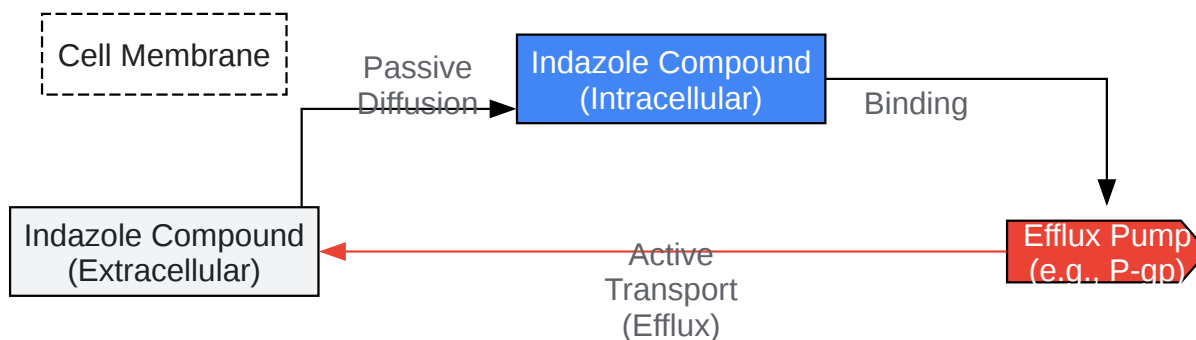 Cell Membrane
Passive
Diffusion
Indazole Compound
(Intracellular)
Binding
Indazole Compound
(Extracellular)
Active
Transport
(Efflux)
Efflux Pump
(e.g., P-gp)